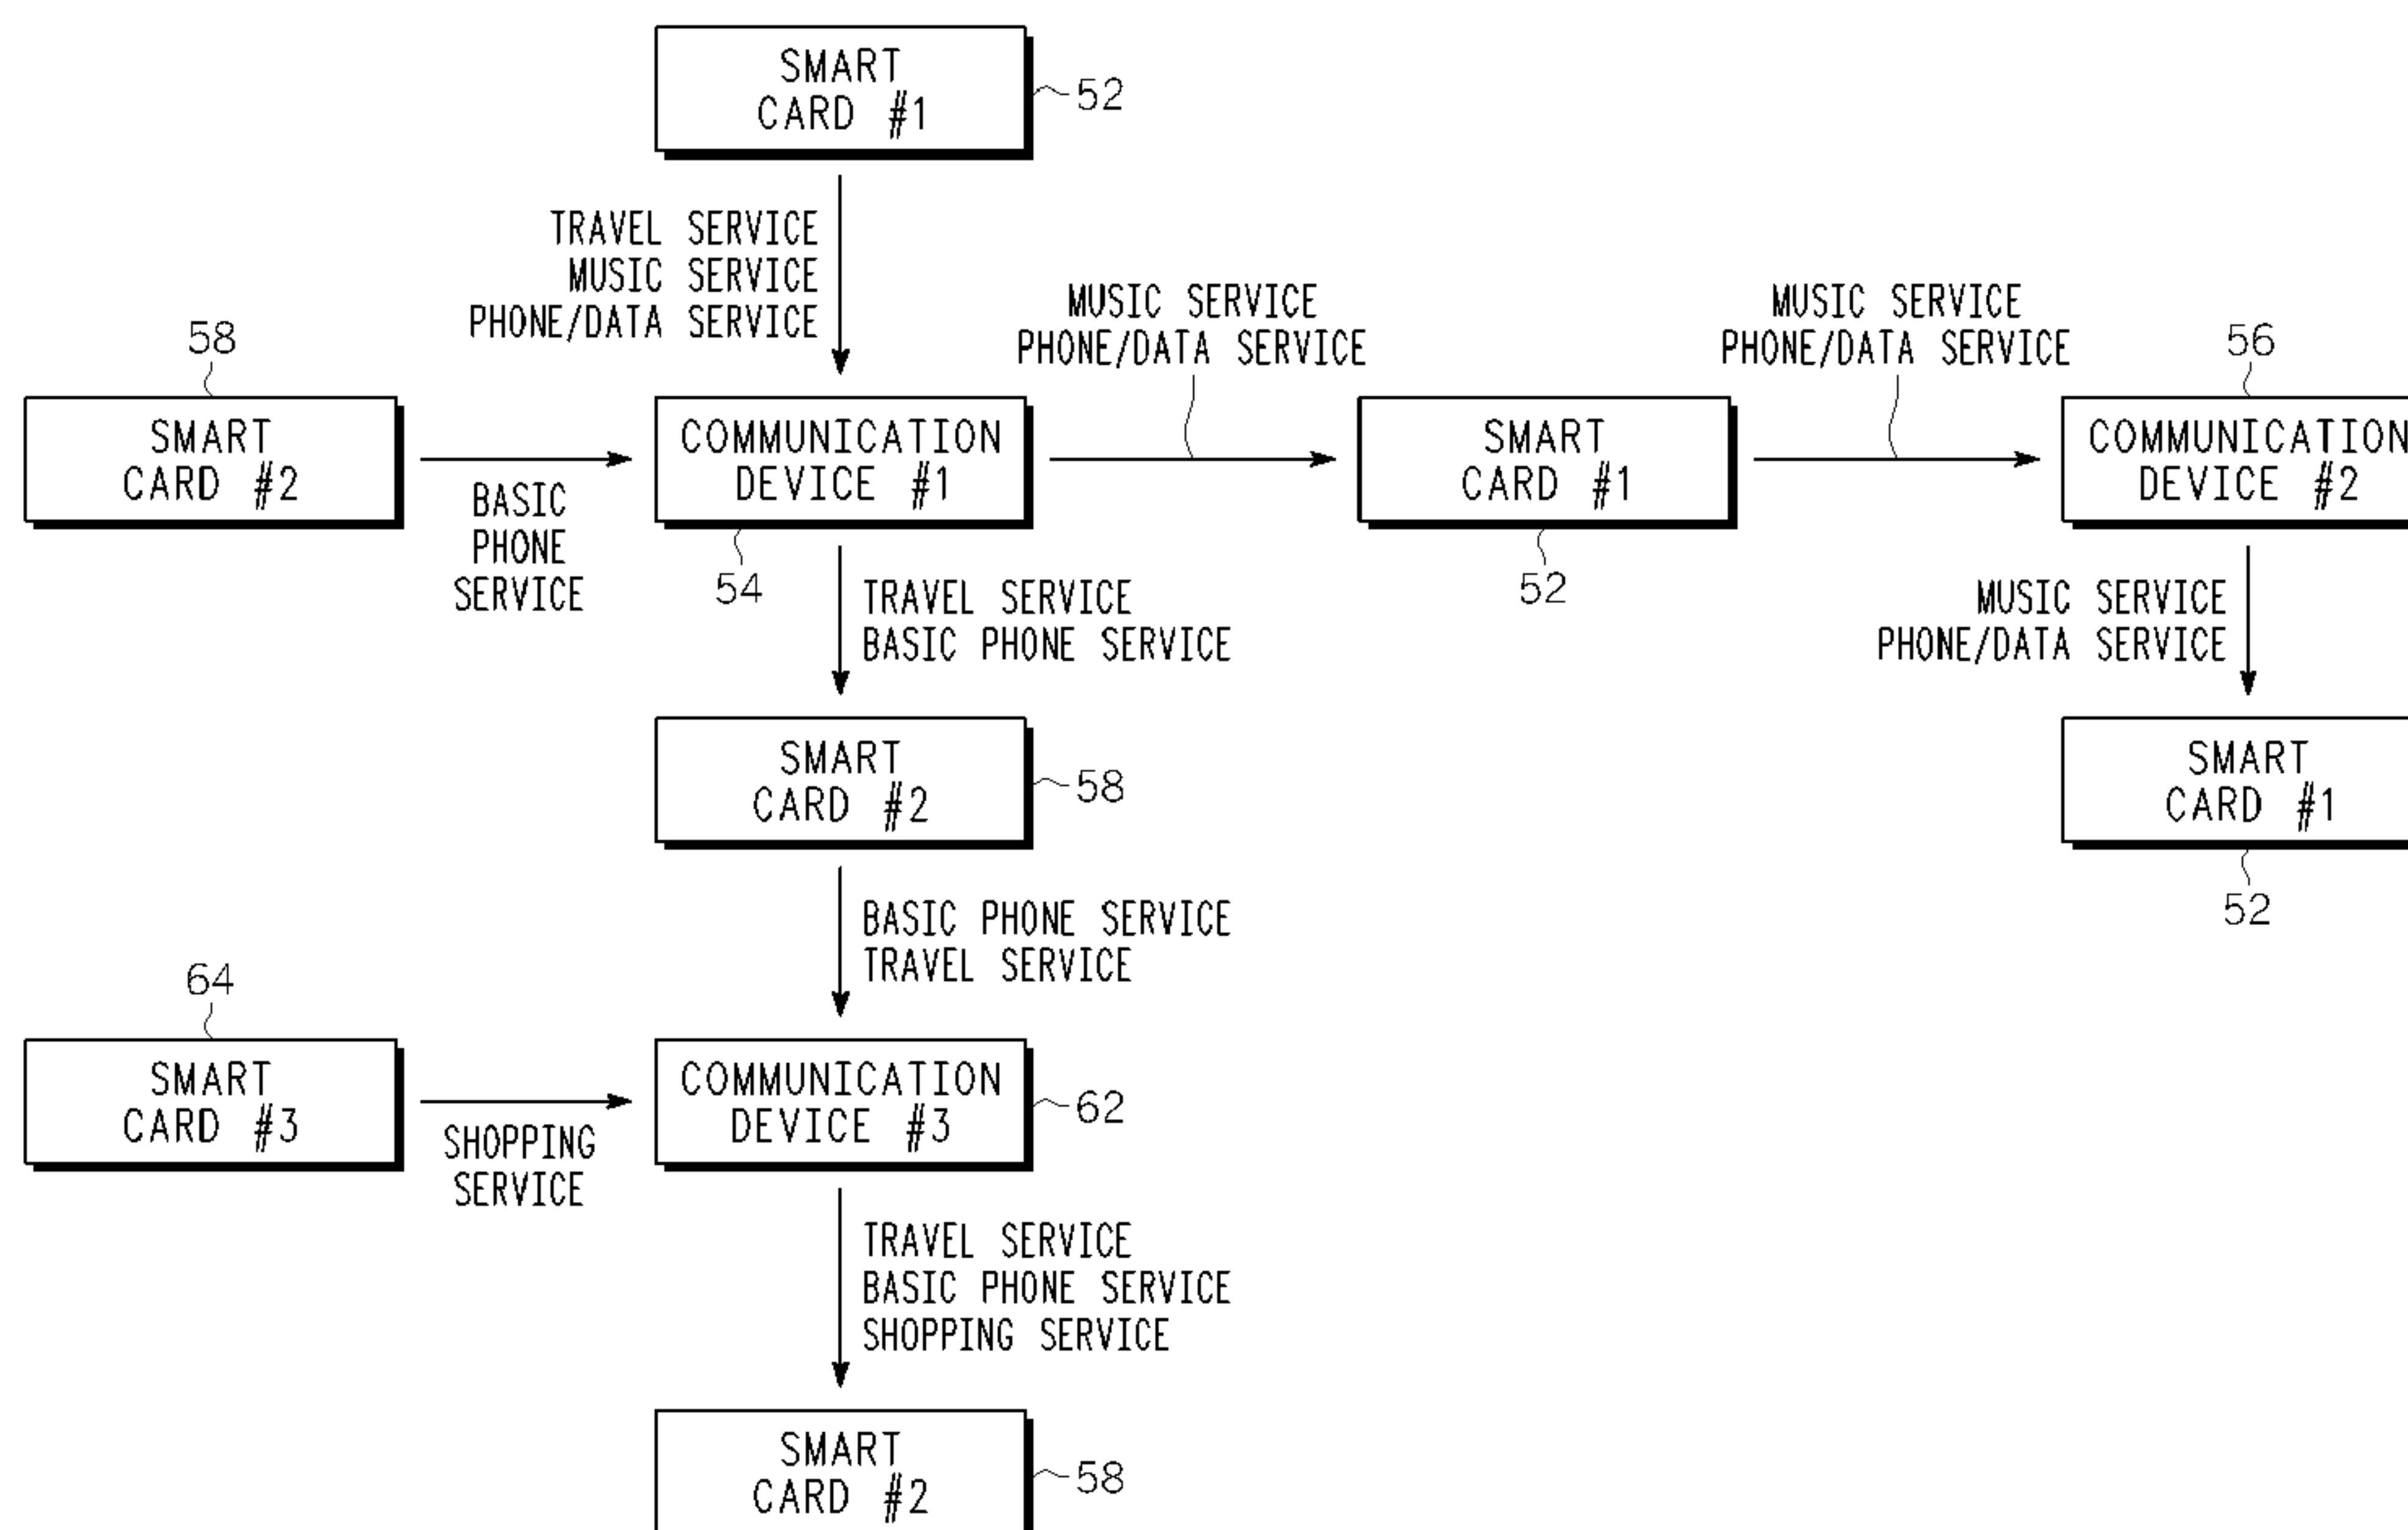 SMART
CARD #1
52
TRAVEL SERVICE
MUSIC SERVICE
PHONE/DATA SERVICE
MUSIC SERVICE
PHONE/DATA SERVICE
MUSIC SERVICE
PHONE/DATA SERVICE
58
56
SMART
CARD #2
BASIC
PHONE
SERVICE
COMMUNICATION
DEVICE #1
54
SMART
CARD #1
52
COMMUNICATION
DEVICE #2
TRAVEL SERVICE
BASIC PHONE SERVICE
MUSIC SERVICE
PHONE/DATA SERVICE
SMART
CARD #2
58
SMART
CARD #1
52
BASIC PHONE SERVICE
TRAVEL SERVICE
64
SMART
CARD #3
SHOPPING
SERVICE
COMMUNICATION
DEVICE #3
62
TRAVEL SERVICE
BASIC PHONE SERVICE
SHOPPING SERVICE
SMART
CARD #2
58